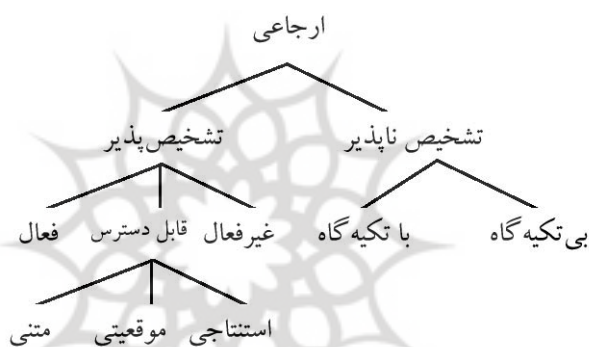 ارجاعی
تشخیص ناپذیر تشخیص‌پذیر
بی‌تکیه‌گاه با تکیه‌گاه غیرفعال قابل دسترس فعال
استنتاجی موقعیتی متنی